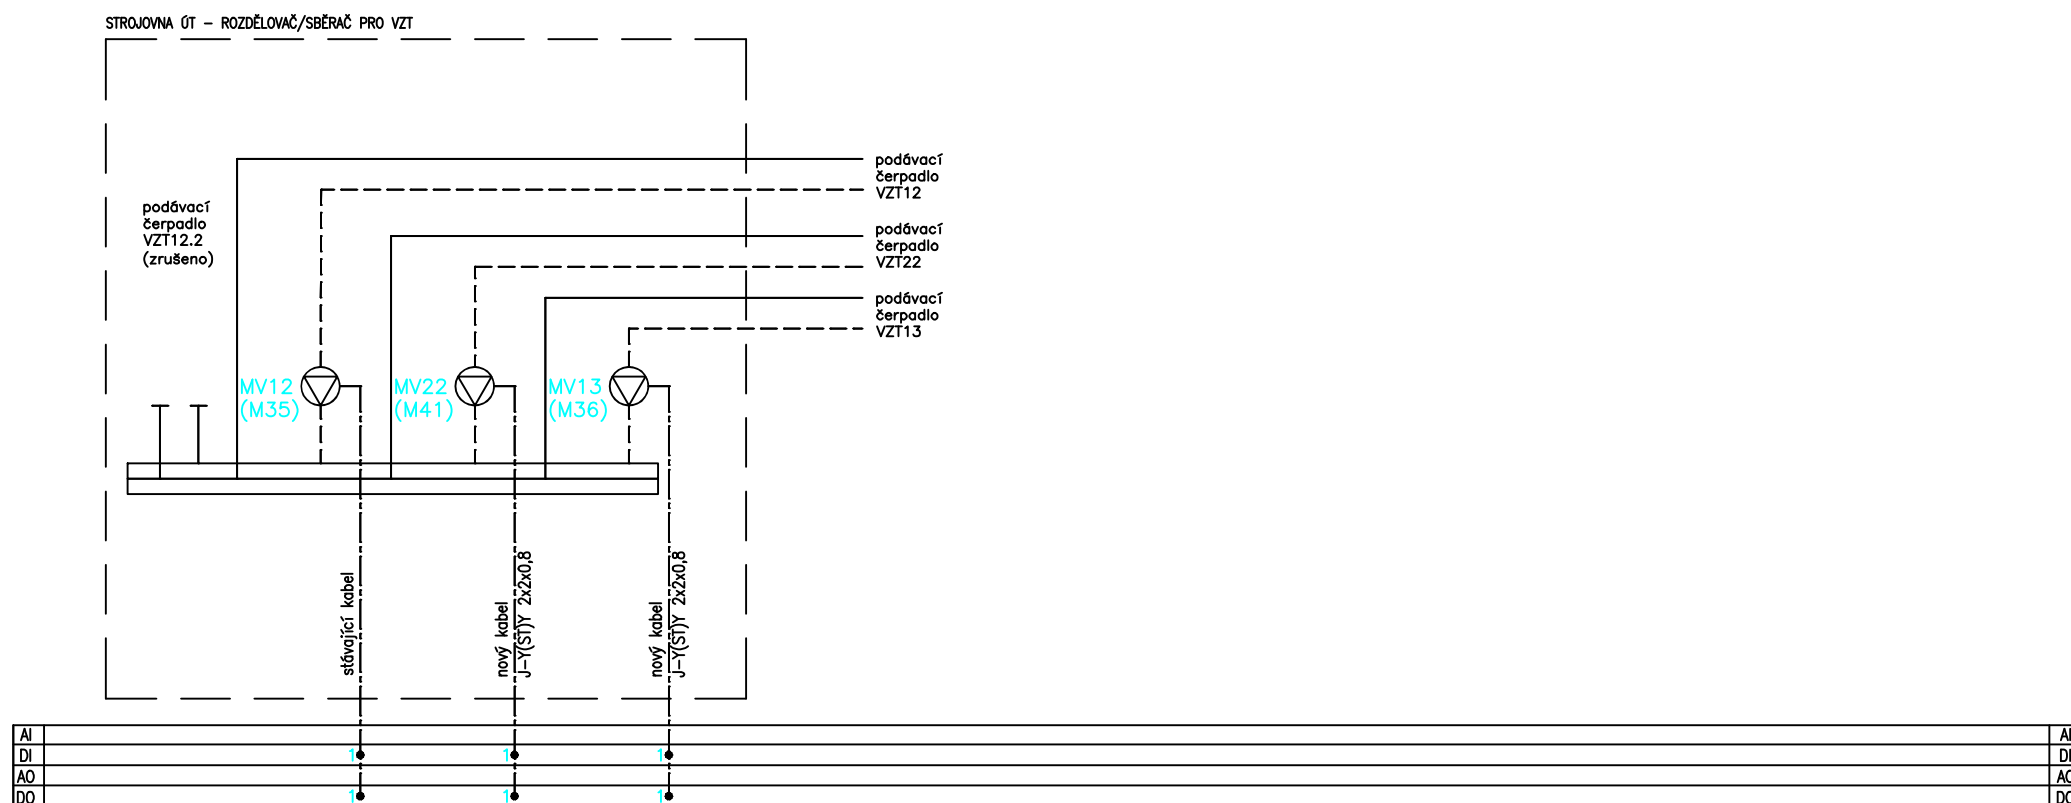 STROJOVNA ÚT – ROZDĚLOVAČ/SBĚRAČ PRO VZT
podávací
čerpadlo
VZT12
podávací
čerpadlo
VZT12.2
(zrušeno)
podávací
čerpadlo
VZT22
podávací
čerpadlo
VZT13
MV12
(M35)
MV22
(M41)
MV13
(M36)
stávající kabel
nový kabel
J–Y(ST)Y 2x2x0,8
nový kabel
J–Y(ST)Y 2x2x0,8
AI AI
DI 1 1 1 DI
AO AO
DO 1 1 1 DO